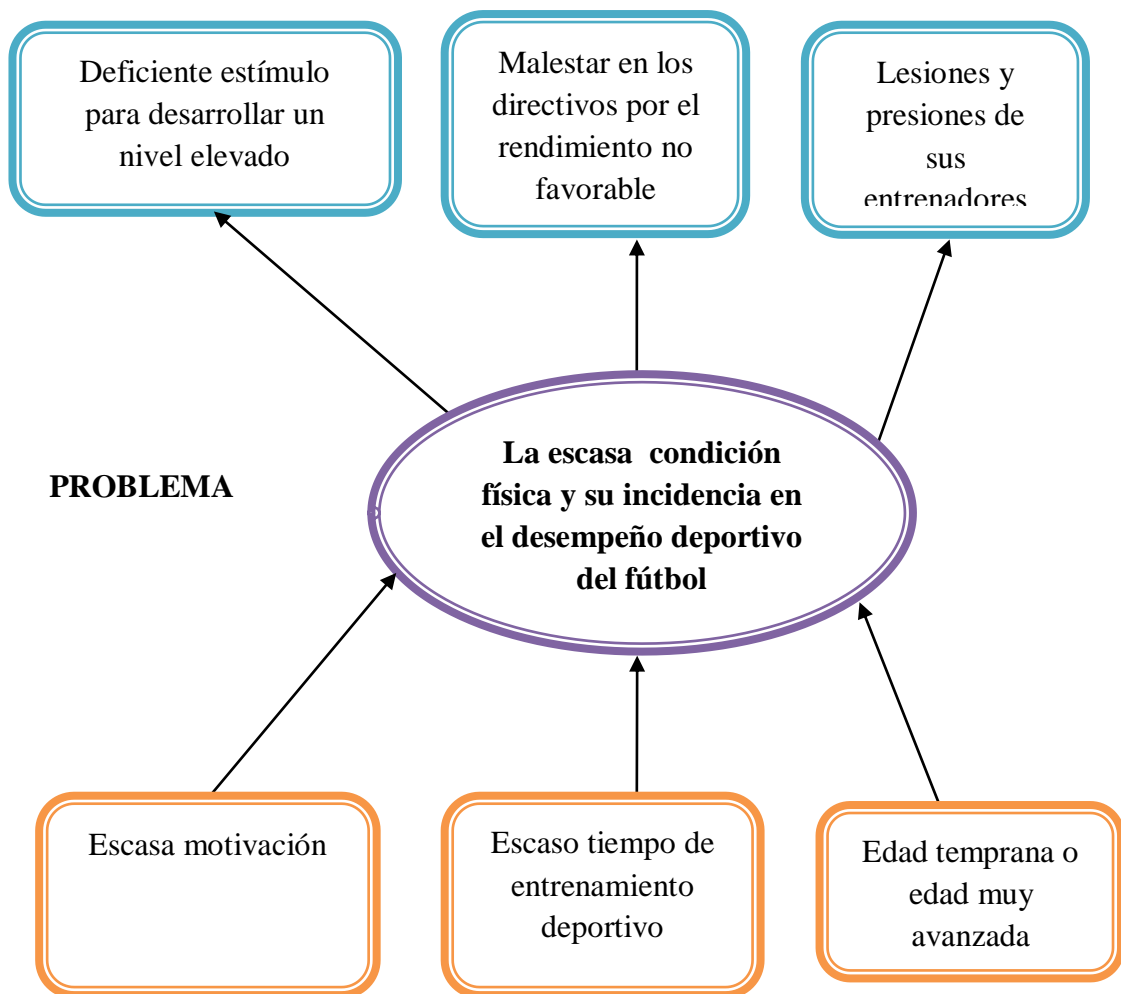 Deficiente estímulo
para desarrollar un
nivel elevado
Malestar en los
directivos por el
rendimiento no
favorable
Lesiones y
presiones de
sus
entrenadores
PROBLEMA
La escasa  condición
física y su incidencia en
el desempeño deportivo
del fútbol
Escasa motivación
Escaso tiempo de
entrenamiento
deportivo
Edad temprana o
edad muy
avanzada